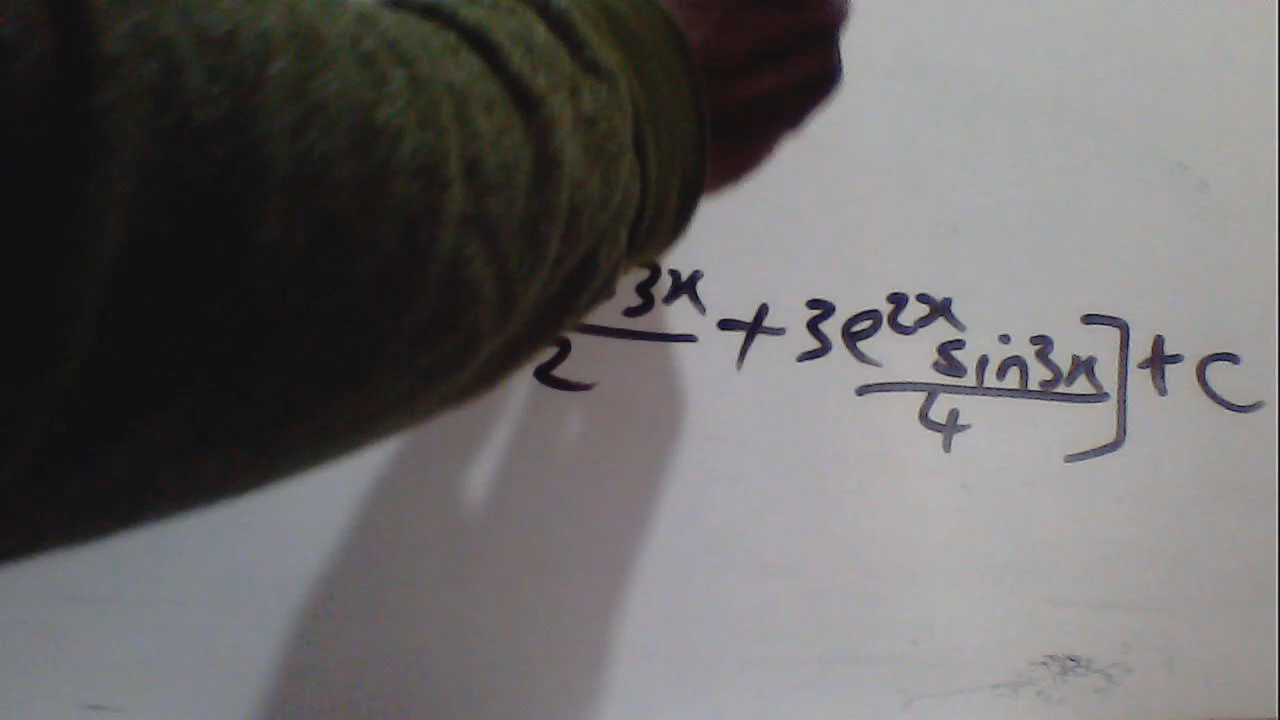 3x/2 + 3e^2x sin3x/4] + C